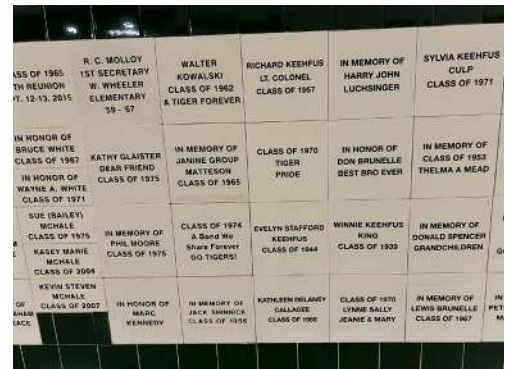 ASS OF 1965
TH REUNION
PT. 12-13, 2015
R. C. MOLLOY
1ST SECRETARY
W. WHEELER
ELEMENTARY
'59 - '67
WALTER
KOWALSKI
CLASS OF 1962
A TIGER FOREVER
RICHARD KEEHFUS
LT. COLONEL
CLASS OF 1957
IN MEMORY OF
HARRY JOHN
LUCHSINGER
SYLVIA KEEHFUS
CULP
CLASS OF 1971
IN HONOR OF
BRUCE WHITE
CLASS OF 1967
IN HONOR OF
WAYNE A. WHITE
CLASS OF 1971
KATHY GLAISTER
DEAR FRIEND
CLASS OF 1975
IN MEMORY OF
JANINE GROUP
MATTESON
CLASS OF 1965
CLASS OF 1970
TIGER
PRIDE
IN HONOR OF
DON BRUNELLE
BEST BRO EVER
IN MEMORY OF
CLASS OF 1953
THELMA A MEAD
SUE (BAILEY)
MCHALE
CLASS OF 1975
KASEY MARIE
MCHALE
CLASS OF 2004
IN MEMORY OF
PHIL MOORE
CLASS OF 1975
CLASS OF 1974
A Bond We
Share Forever
GO TIGERS!
EVELYN STAFFORD
KEEHFUS
CLASS OF 1944
WINNIE KEEHFUS
KING
CLASS OF 1939
IN MEMORY OF
DONALD SPENCER
GRANDCHILDREN
KEVIN STEVEN
MCHALE
CLASS OF 2007
OF
AHAM
EACE
IN HONOR OF
MARC
KENNEDY
IN MEMORY OF
JACK
CLASS OF 1956
KATHLEEN DELANEY
CALLAGEE
CLASS OF
CLASS OF 1970
LYNNE SALLY
JEANIE & MARY
IN MEMORY OF
LEWIS BRUNELLE
CLASS OF 1967
IN
PET
M